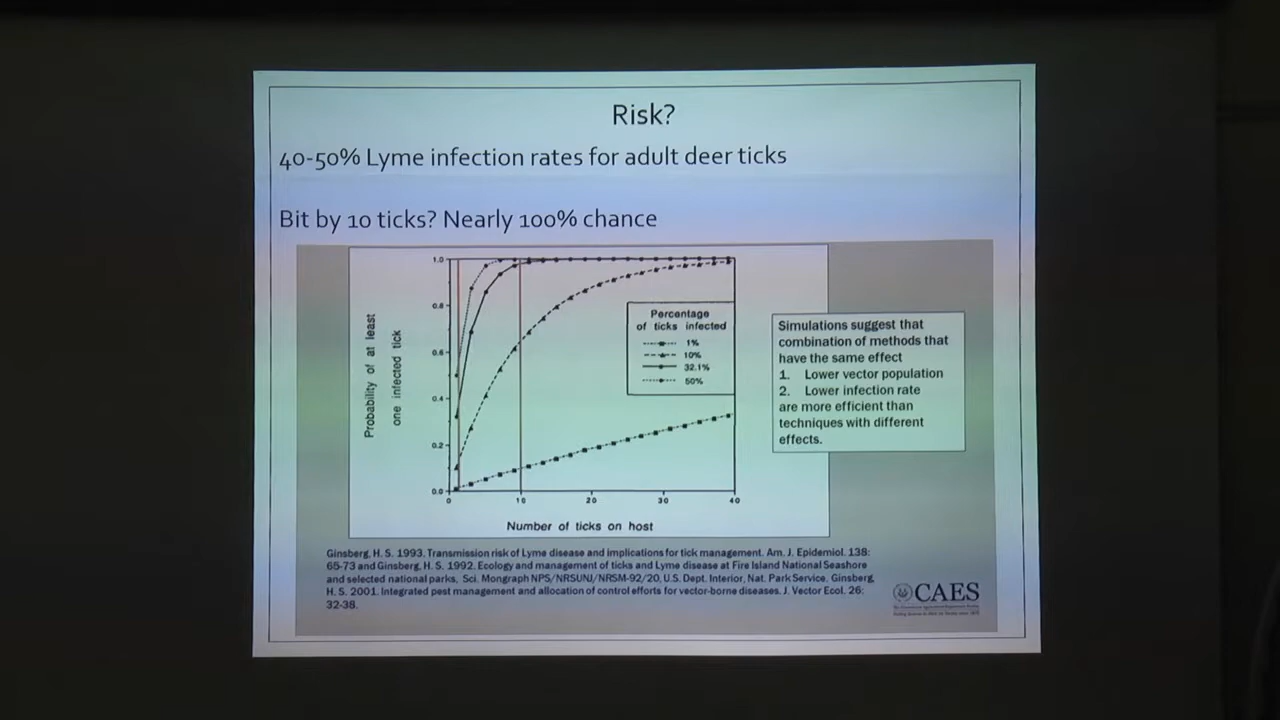 Risk?
40-50% Lyme infection rates for adult deer ticks
Bit by 10 ticks? Nearly 100% chance
Probability of at least
one infected tick
1.0
0.8
0.6
0.4
0.2
0.0
0
10
20
30
40
Number of ticks on host
Percentage
of ticks infected
1%
10%
32.1%
50%
Simulations suggest that
combination of methods that
have the same effect
1. Lower vector population
2. Lower infection rate
are more efficient than
techniques with different
effects.
Ginsberg, H. S. 1993. Transmission risk of Lyme disease and implications for tick management. Am. J. Epidemiol. 138:
65-73 and Ginsberg, H. S. 1992. Ecology and management of ticks and Lyme disease at Fire Island National Seashore
and selected national parks, Sci. Mongraph NPS/NRSUNJ/NRSM-92/20, U.S. Dept. Interior, Nat. Park Service. Ginsberg,
H. S. 2001. Integrated pest management and allocation of control efforts for vector-borne diseases. J. Vector Ecol. 26:
32-38.
CAES